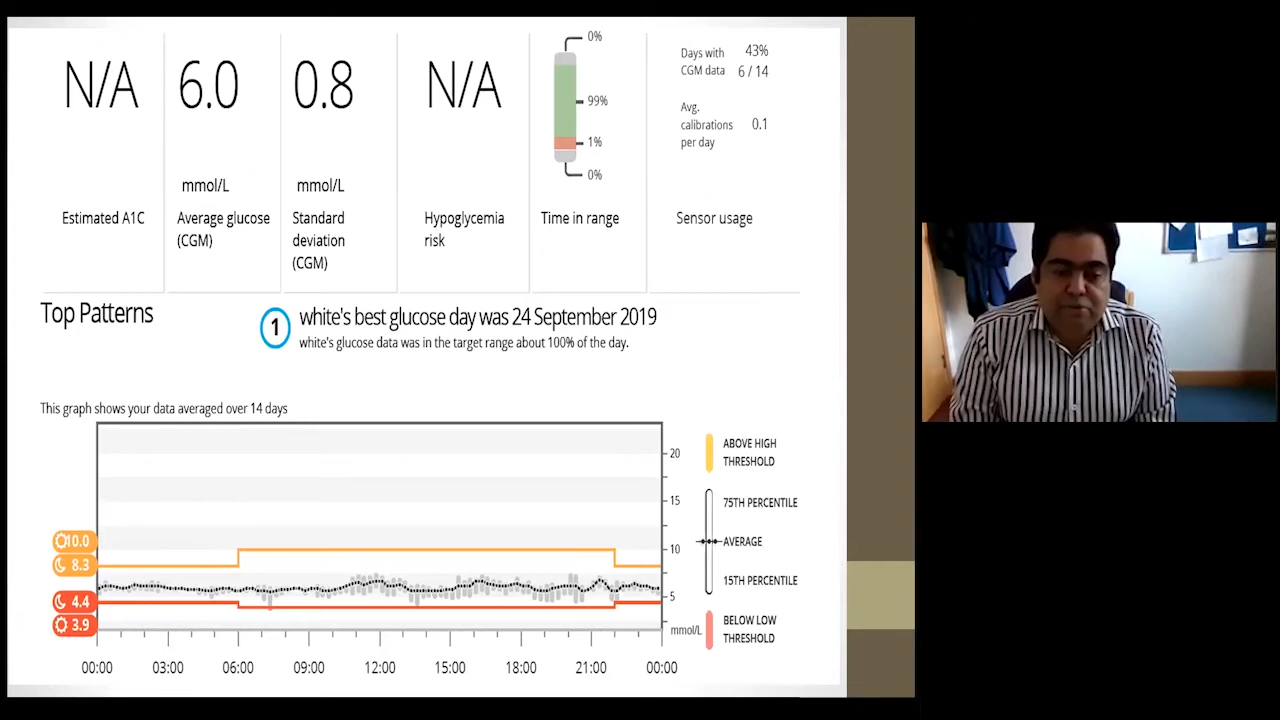 N/A
6.0
0.8
N/A
mmol/L
mmol/L
Estimated A1C
Average glucose
(CGM)
Standard
deviation
(CGM)
Hypoglycemia
risk
0%
99%
1%
0%
Time in range
Days with
CGM data
43%
6 / 14
Avg.
calibrations
per day
0.1
Sensor usage
Top Patterns
1
white's best glucose day was 24 September 2019
white's glucose data was in the target range about 100% of the day.
This graph shows your data averaged over 14 days
20
15
10
5
mmol/L
10.0
8.3
4.4
3.9
00:00 03:00 06:00 09:00 12:00 15:00 18:00 21:00 00:00
ABOVE HIGH
THRESHOLD
75TH PERCENTILE
AVERAGE
15TH PERCENTILE
BELOW LOW
THRESHOLD